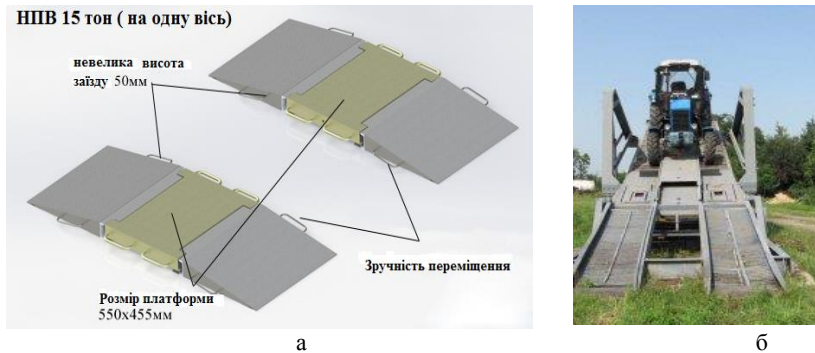 НПВ 15 тон ( на одну вісь)
невелика висота
заїзду 50мм
Зручність переміщення
Розмір платформи
550х455мм
а
б